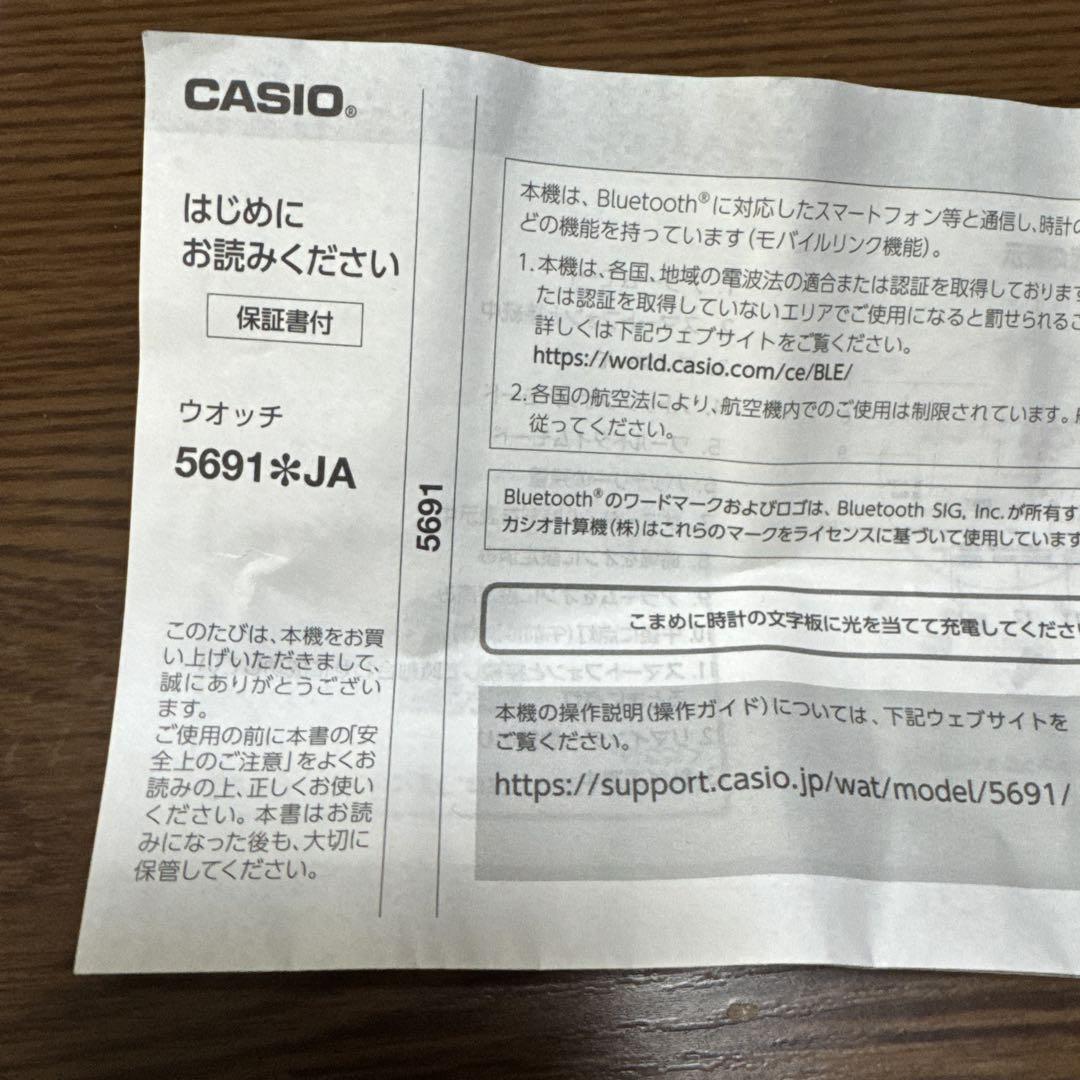 CASIO®
はじめに
お読みください
保証書付
ウオッチ
5691✻JA
このたびは、本機をお買
い上げいただきまして、
誠にありがとうござい
ます。
ご使用の前に本書の「安
全上のご注意」をよくお
読みの上、正しくお使い
ください。本書はお読
みになった後も、大切に
保管してください。
5691
本機は、Bluetooth®に対応したスマートフォン等と通信し、時計の
どの機能を持っています(モバイルリンク機能)。
1.本機は、各国、地域の電波法の適合または認証を取得しております
たは認証を取得していないエリアでご使用になると罰せられるこ
詳しくは下記ウェブサイトをご覧ください。
https://world.casio.com/ce/BLE/
2.各国の航空法により、航空機内でのご使用は制限されています。
従ってください。
Bluetooth®のワードマークおよびロゴは、Bluetooth SIG, Inc.が所有す
カシオ計算機(株)はこれらのマークをライセンスに基づいて使用しています
こまめに時計の文字板に光を当てて充電してくださ
本機の操作説明(操作ガイド)については、下記ウェブサイトを
ご覧ください。
https://support.casio.jp/wat/model/5691/